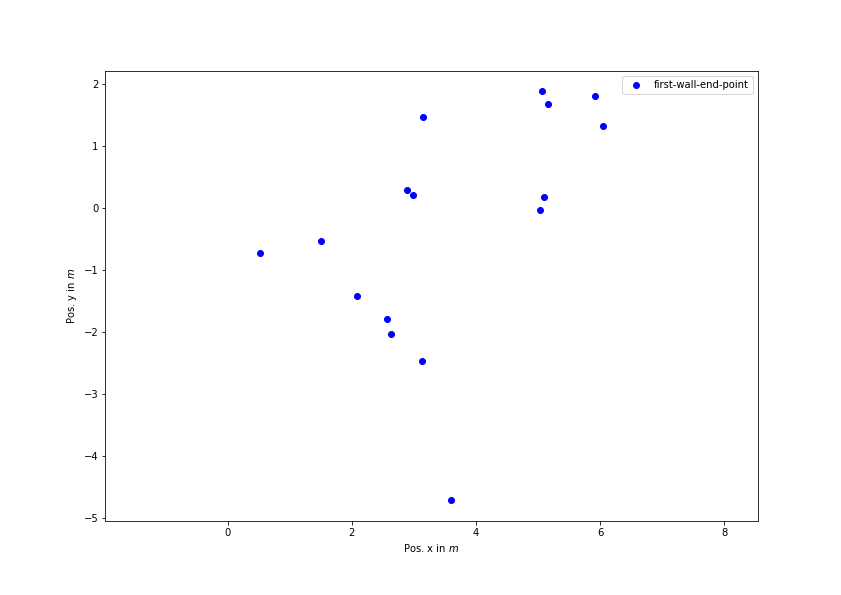 first-wall-end-point
2
1
0
−1
−2
−3
−4
−5
Pos. y in m
0 2 4 6 8
Pos. x in m